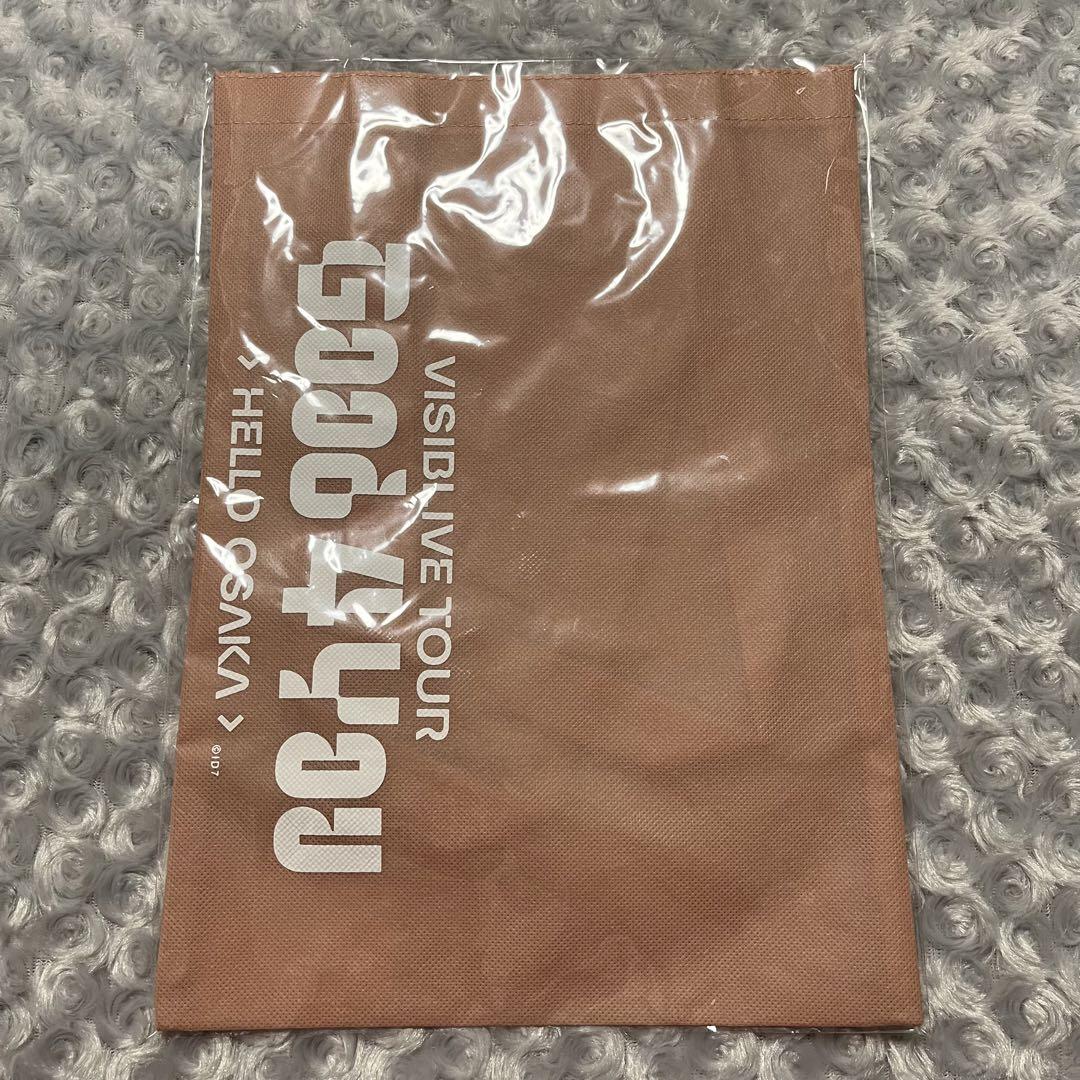 VISIBLIVE TOUR
Good 4 you
< HELLO OSAKA >
©ID7